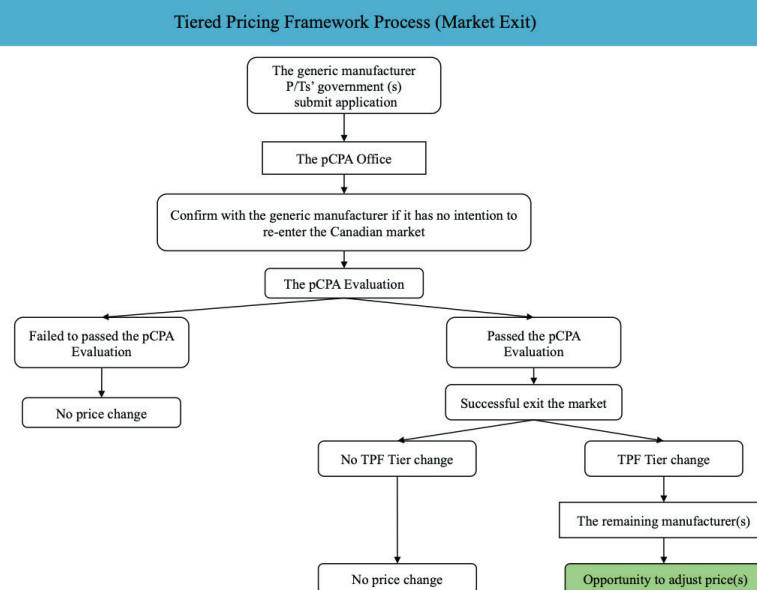 Tiered Pricing Framework Process (Market Exit)
The generic manufacturer
P/Ts' government (s)
submit application
The pCPA Office
Confirm with the generic manufacturer if it has no intention to
re-enter the Canadian market
The pCPA Evaluation
Failed to passed the pCPA
Evaluation
Passed the pCPA
Evaluation
No price change
Successful exit the market
No TPF Tier change
TPF Tier change
The remaining manufacturer(s)
No price change
Opportunity to adjust price(s)